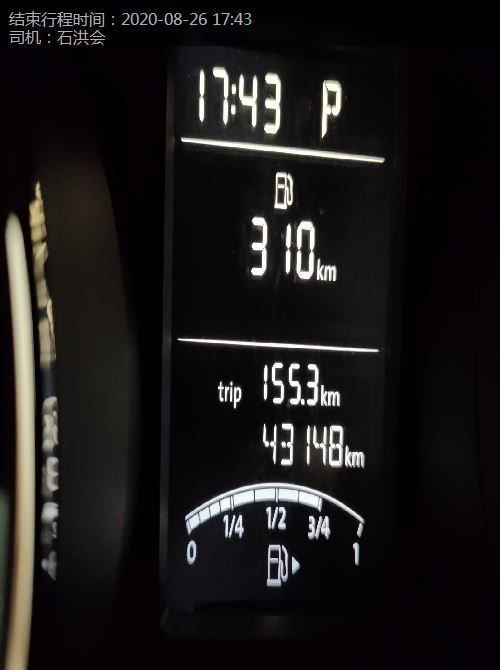 结束行程时间：2020-08-26 17:43
司机：石洪会
17:43 P
310km
trip 155.3km
43148km
0 1/4 1/2 3/4 1